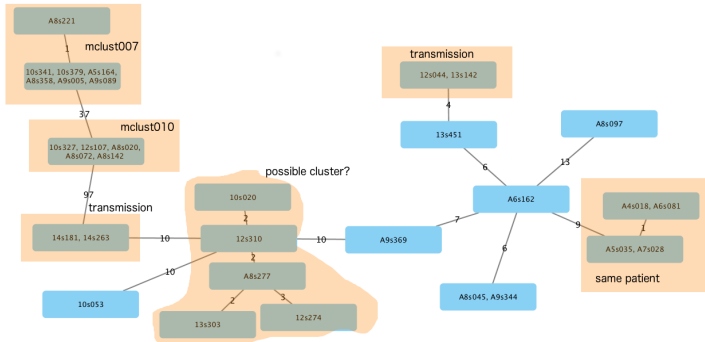 A8s221
1
mclust007
10s341, 10s379, A5s164,
A8s358, A9s005, A9s089
37
mclust010
10s327, 12s107, A8s020,
A8s072, A8s142
97
transmission
14s181, 14s263
10
10
10s053
possible cluster?
10s020
2
12s310
2
A8s277
2
3
13s303
12s274
10
A9s369
7
transmission
12s044, 13s142
4
13s451
6
A8s097
13
A6s162
9
6
A8s045, A9s344
A4s018, A6s081
1
A5s035, A7s028
same patient